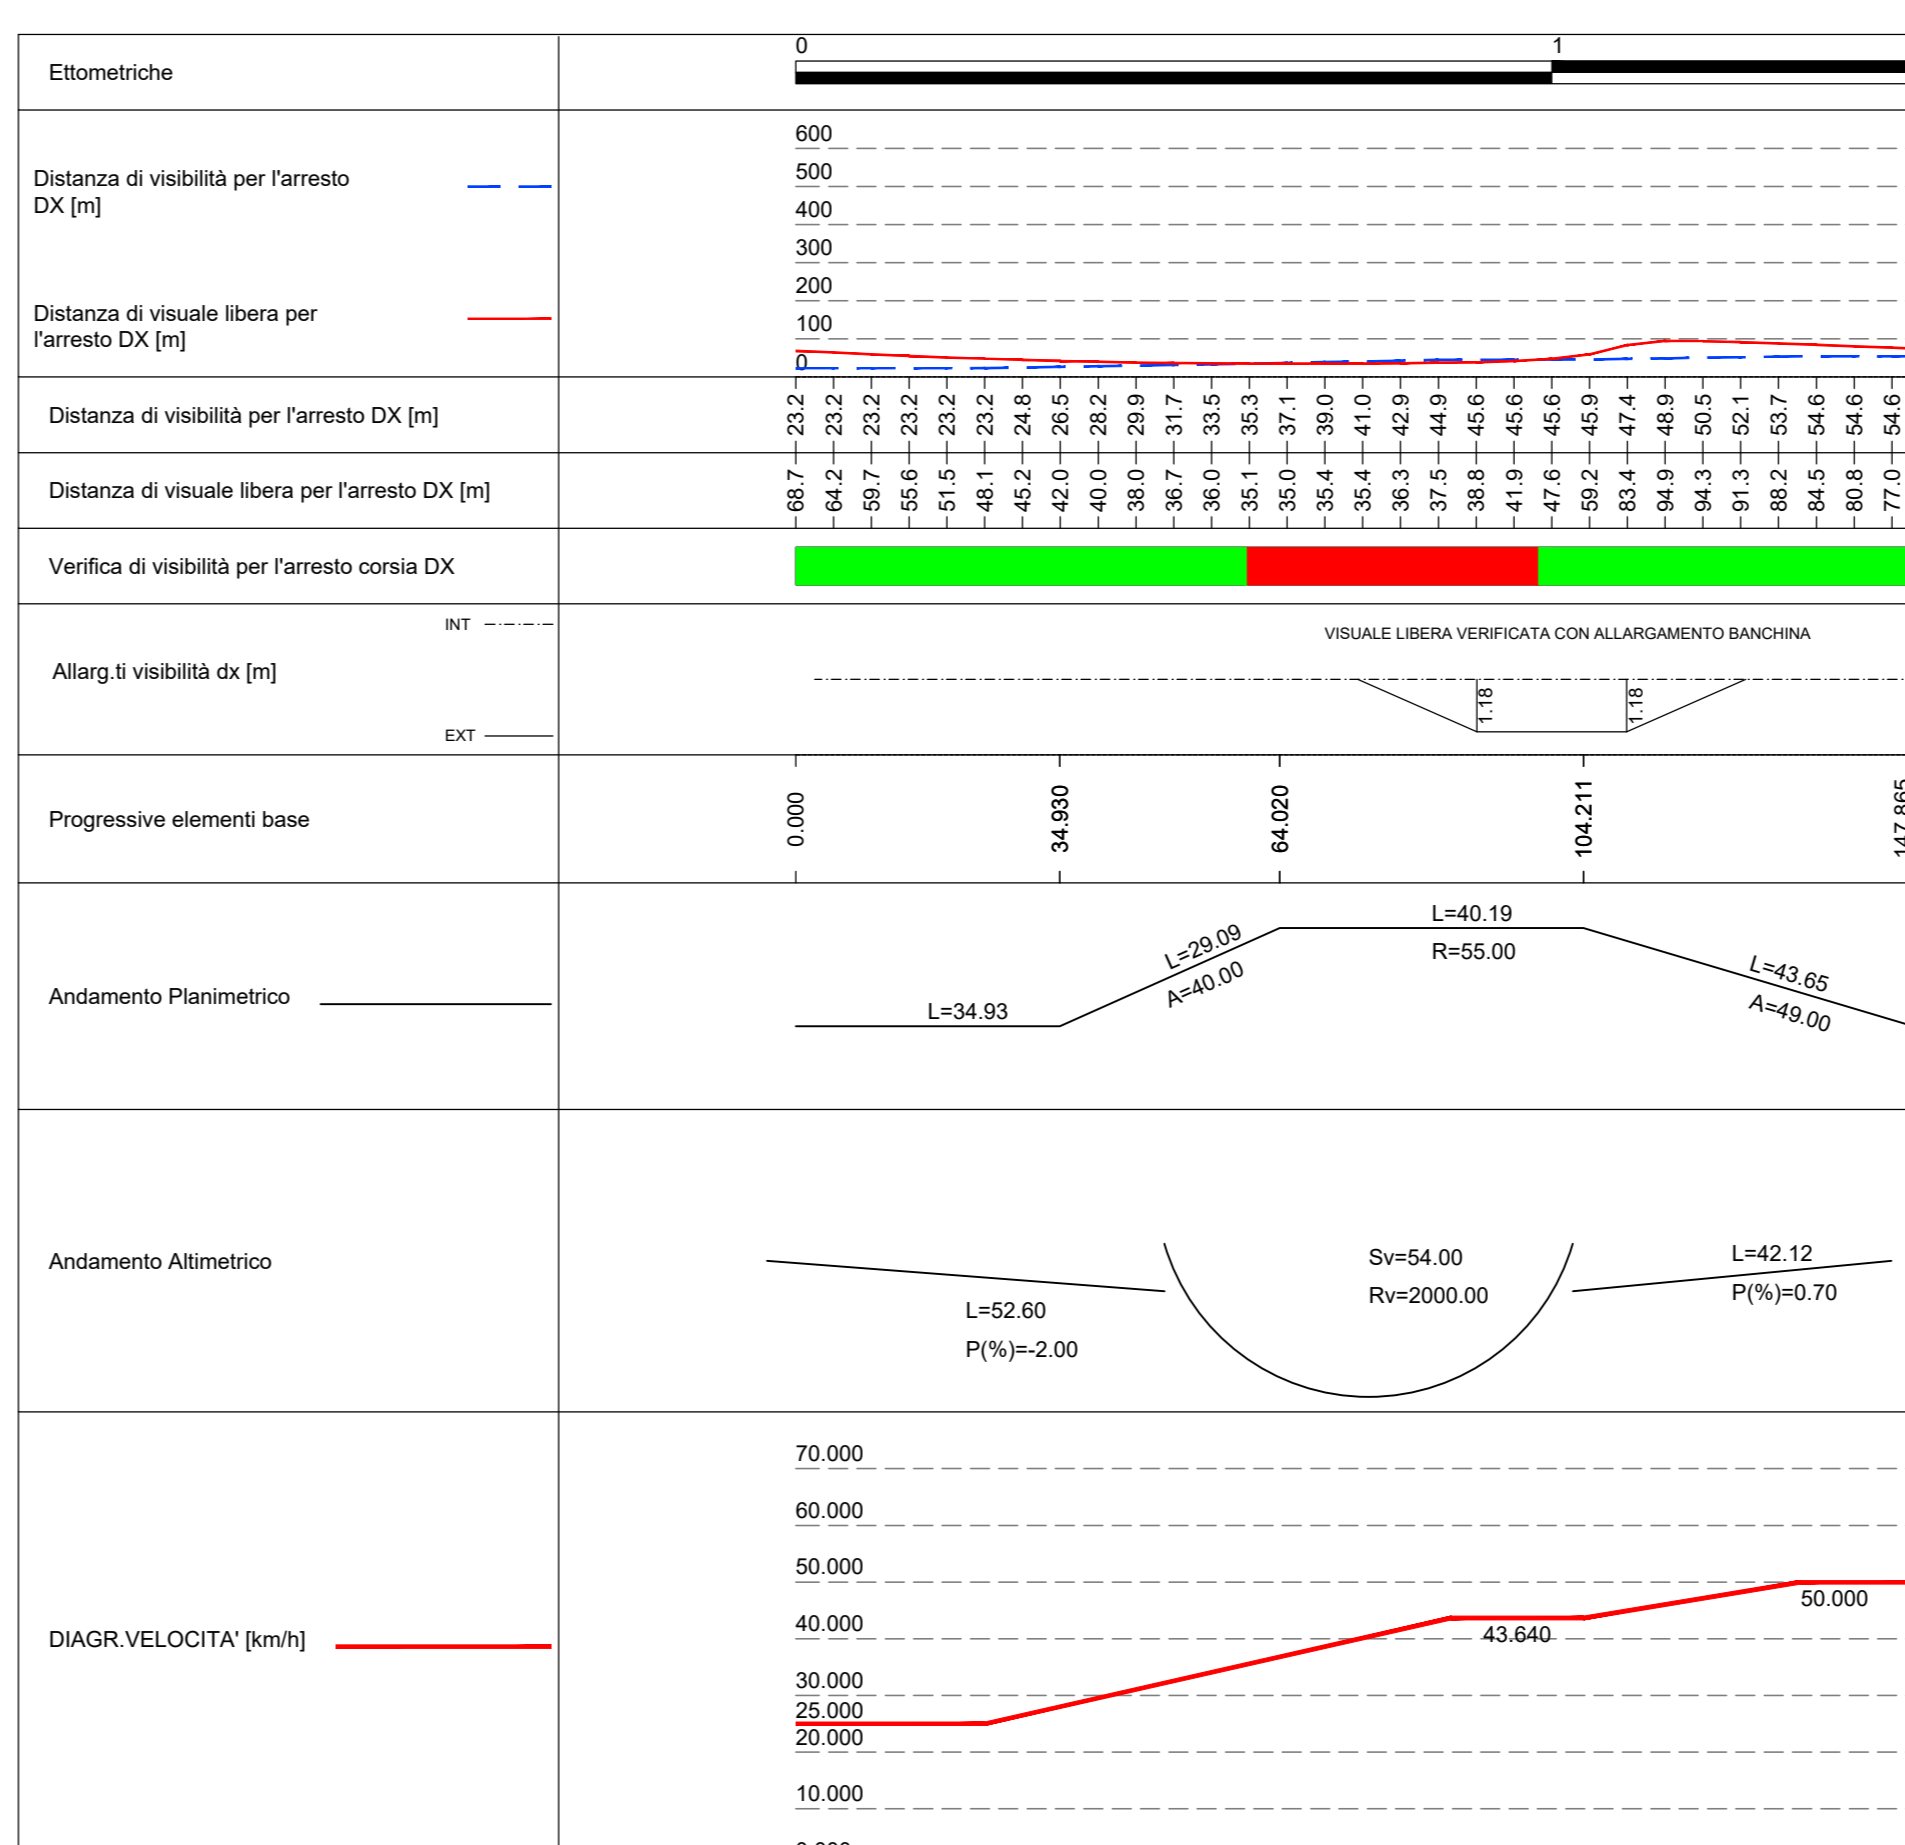 Ettometriche
0 1
Distanza di visibilità per l'arresto
DX [m]
Distanza di visuale libera per
l'arresto DX [m]
600
500
400
300
200
100
0
Distanza di visibilità per l'arresto DX [m]
23.2 23.2 23.2 23.2 23.2 23.2 24.8 26.5 28.2 29.9 31.7 33.5 35.3 37.1 39.0 41.0 42.9 44.9 45.6 45.6 45.6 45.9 47.4 48.9 50.5 52.1 53.7 54.6 54.6 54.6
Distanza di visuale libera per l'arresto DX [m]
68.7 64.2 59.7 55.6 51.5 48.1 45.2 42.0 40.0 38.0 36.7 36.0 35.1 35.0 35.4 35.4 36.3 37.5 38.8 41.9 47.6 59.2 83.4 94.9 94.3 91.3 88.2 84.5 80.8 77.0
Verifica di visibilità per l'arresto corsia DX
INT
Allarg.ti visibilità dx [m]
EXT
VISUALE LIBERA VERIFICATA CON ALLARGAMENTO BANCHINA
1.18 1.18
Progressive elementi base
0.000 34.930 64.020 104.211 147.865
Andamento Planimetrico
L=34.93
L=29.09
A=40.00
L=40.19
R=55.00
L=43.65
A=49.00
Andamento Altimetrico
L=52.60
P(%)=-2.00
Sv=54.00
Rv=2000.00
L=42.12
P(%)=0.70
DIAGR.VELOCITA' [km/h]
70.000
60.000
50.000
40.000
30.000
25.000
20.000
10.000
43.640
50.000